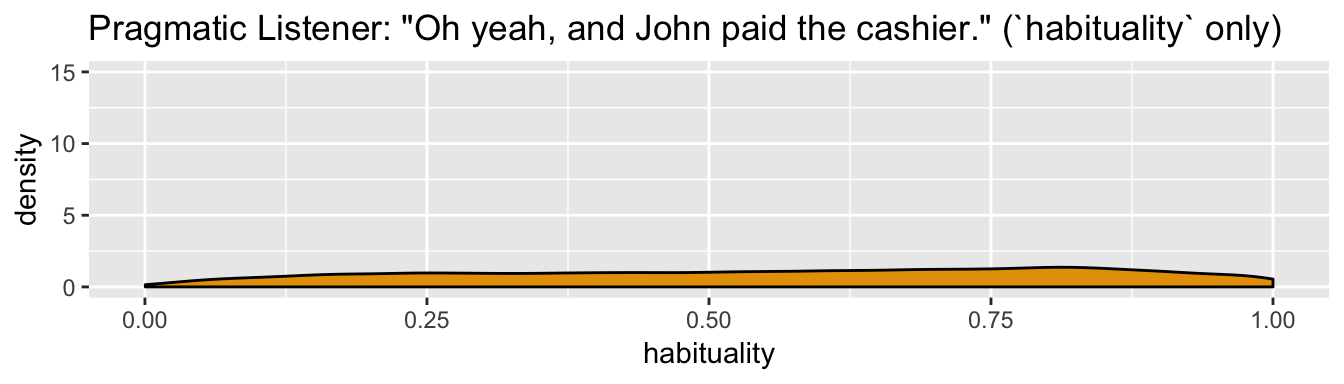 Pragmatic Listener: "Oh yeah, and John paid the cashier." (`habituality` only)
15
10
5
0
density
0.00 0.25 0.50 0.75 1.00
habituality